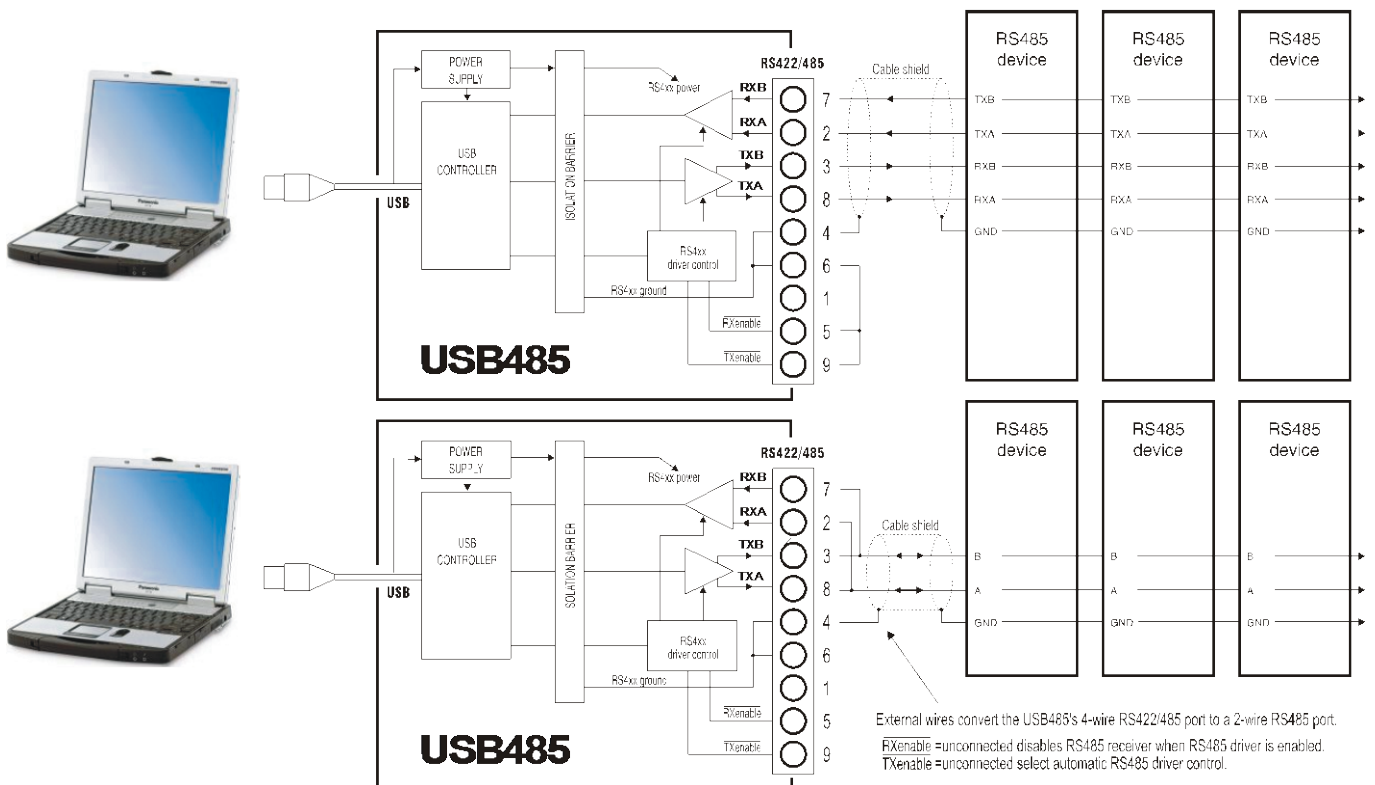 POWER
SUPPLY
USB
CONTROLLER
USB
ISOLATION BARRIER
RS4xx power
RS4xx
driver control
RS4xx ground
RXenable
TXenable
USB485
RS422/485
RXB
RXA
TXB
TXA
7
2
3
8
4
6
1
5
9
Cable shield
RS485
device
TXB
TXA
RXB
RXA
GND
RS485
device
TXB
TXA
RXB
RXA
GND
RS485
device
TXB
TXA
RXB
RXA
GND
Panasonic
POWER
SUPPLY
USB
CONTROLLER
USB
ISOLATION BARRIER
RS4xx power
RS4xx
driver control
RS4xx ground
RXenable
TXenable
USB485
RS422/485
RXB
RXA
TXB
TXA
7
2
3
8
4
6
1
5
9
Cable shield
RS485
device
B
A
GND
RS485
device
B
A
GND
RS485
device
B
A
GND
External wires convert the USB485's 4-wire RS422/485 port to a 2-wire RS485 port.
RXenable =unconnected disables RS485 receiver when RS485 driver is enabled.
TXenable =unconnected select automatic RS485 driver control.